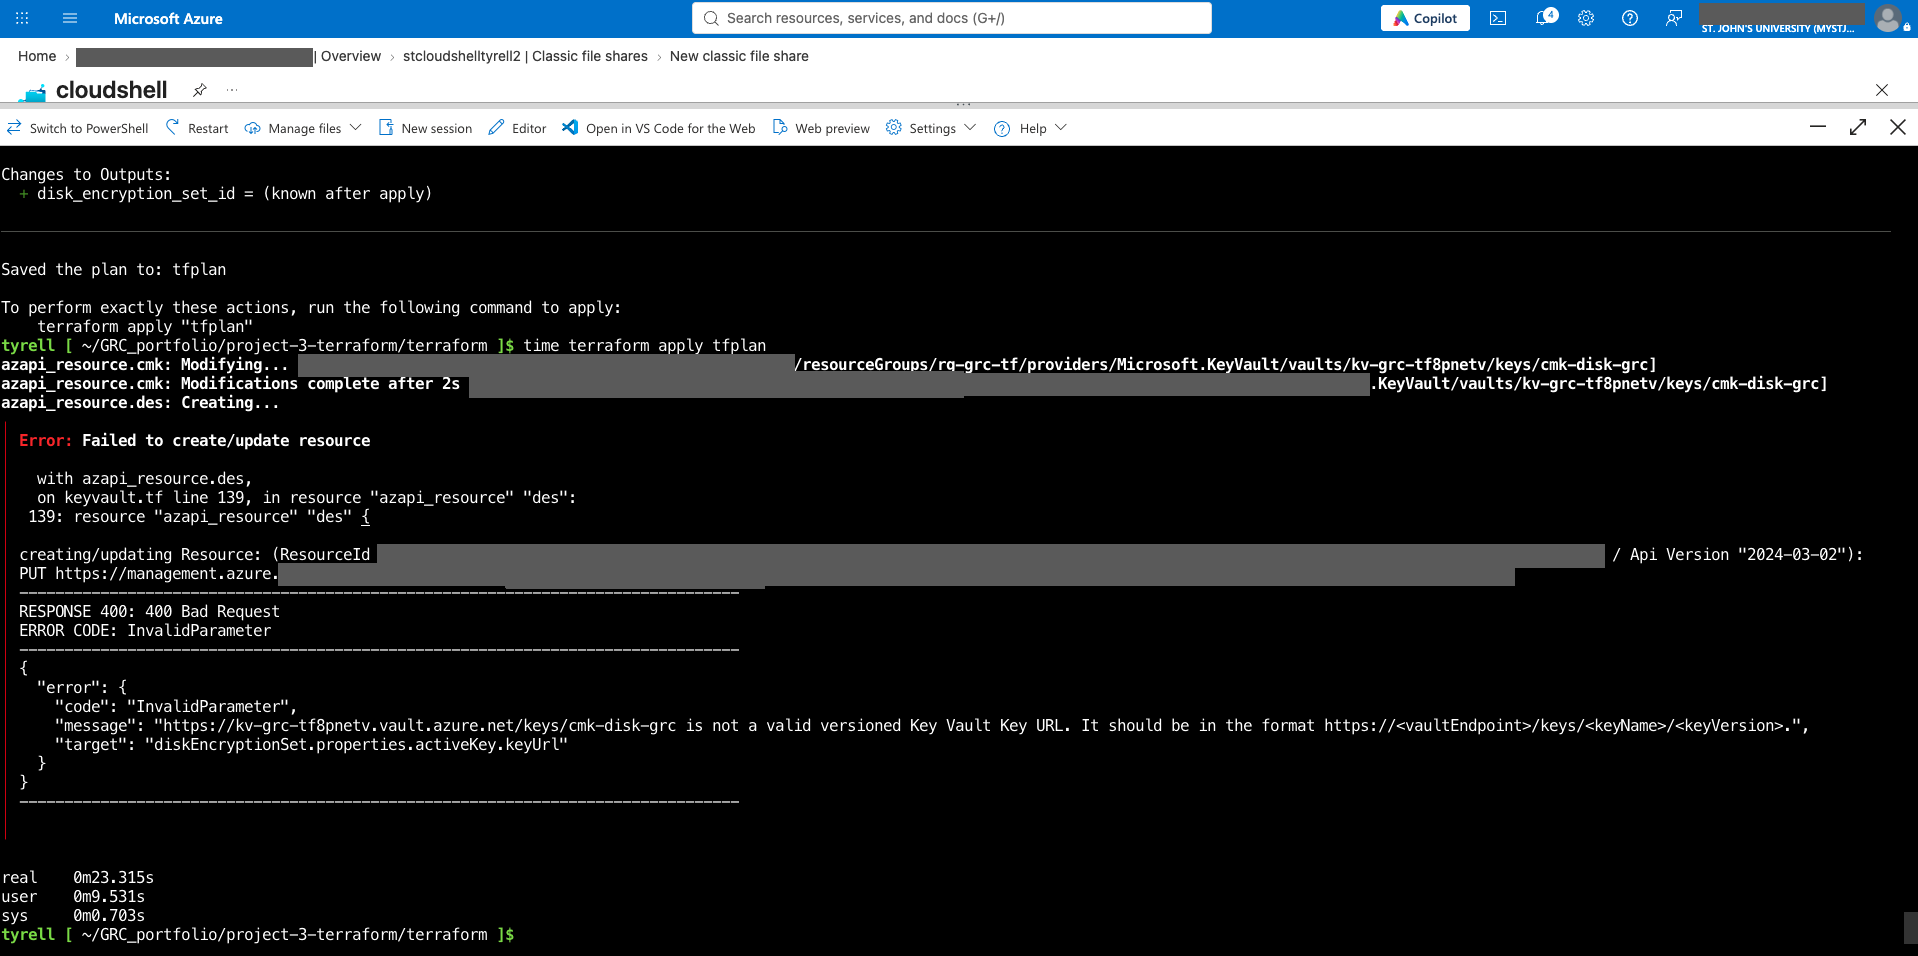 Microsoft Azure
Search resources, services, and docs (G+/)
Copilot
4
ST. JOHN'S UNIVERSITY (MYSTJ...
Home > | Overview > stcloudshelltyrell2 | Classic file shares > New classic file share
cloudshell
...
Switch to PowerShell Restart Manage files New session Editor Open in VS Code for the Web Web preview Settings Help
Changes to Outputs:
+ disk_encryption_set_id = (known after apply)
Saved the plan to: tfplan
To perform exactly these actions, run the following command to apply:
terraform apply "tfplan"
tyrell [ ~/GRC_portfolio/project-3-terraform/terraform ]$ time terraform apply tfplan
azapi_resource.cmk: Modifying... /resourceGroups/rg-grc-tf/providers/Microsoft.KeyVault/vaults/kv-grc-tf8pnetv/keys/cmk-disk-grc]
azapi_resource.cmk: Modifications complete after 2s .KeyVault/vaults/kv-grc-tf8pnetv/keys/cmk-disk-grc]
azapi_resource.des: Creating...
Error: Failed to create/update resource
with azapi_resource.des,
on keyvault.tf line 139, in resource "azapi_resource" "des":
139: resource "azapi_resource" "des" {
creating/updating Resource: (ResourceId / Api Version "2024-03-02"):
PUT https://management.azure.
--------------------------------------------------------------------------------
RESPONSE 400: 400 Bad Request
ERROR CODE: InvalidParameter
--------------------------------------------------------------------------------
{
"error": {
"code": "InvalidParameter",
"message": "https://kv-grc-tf8pnetv.vault.azure.net/keys/cmk-disk-grc is not a valid versioned Key Vault Key URL. It should be in the format https://<vaultEndpoint>/keys/<keyName>/<keyVersion>.",
"target": "diskEncryptionSet.properties.activeKey.keyUrl"
}
}
--------------------------------------------------------------------------------
real 0m23.315s
user 0m9.531s
sys 0m0.703s
tyrell [ ~/GRC_portfolio/project-3-terraform/terraform ]$